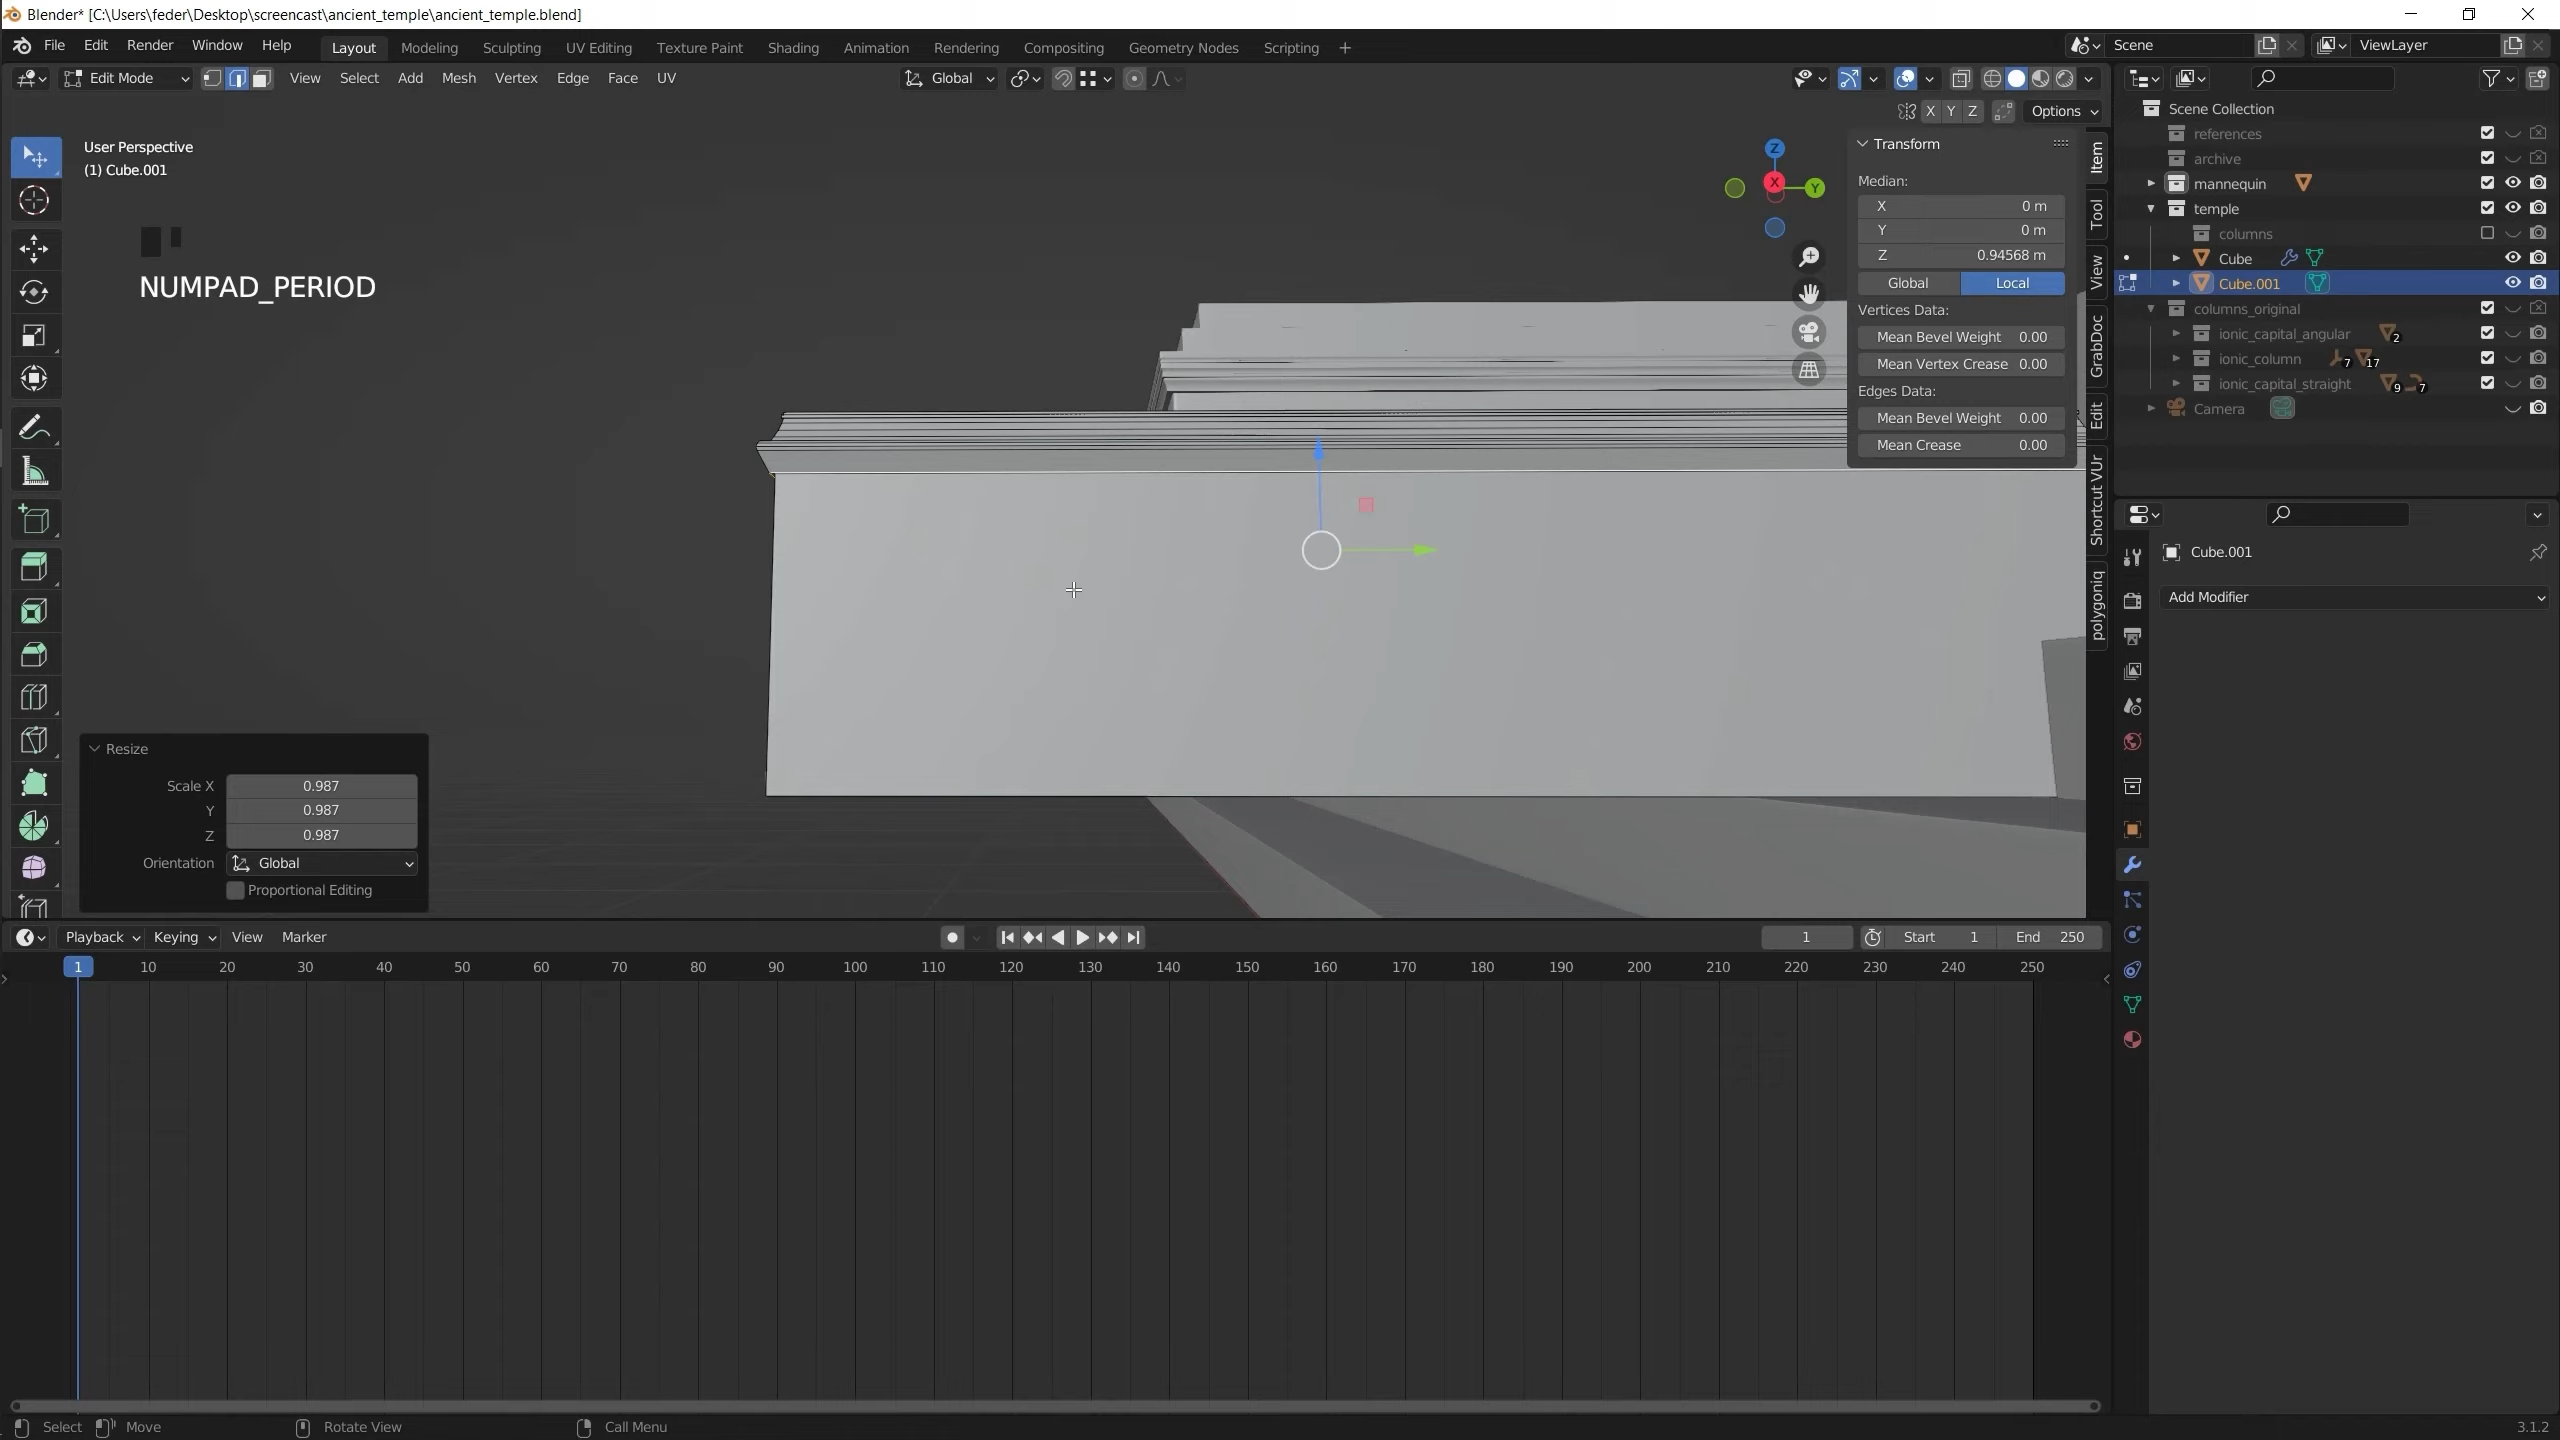 Blender* [C:\Users\feder\Desktop\screencast\ancient_temple\ancient_temple.blend]
File Edit Render Window Help Layout Modeling Sculpting UV Editing Texture Paint Shading Animation Rendering Compositing Geometry Nodes Scripting + Scene ViewLayer
Edit Mode View Select Add Mesh Vertex Edge Face UV Global
X Y Z Options
User Perspective
(1) Cube.001
NUMPAD_PERIOD
Z
X
Y
Transform
Median:
X 0 m
Y 0 m
Z 0.94568 m
Global Local
Vertices Data:
Mean Bevel Weight 0.00
Mean Vertex Crease 0.00
Edges Data:
Mean Bevel Weight 0.00
Mean Crease 0.00
Item
Tool
View
GrabDoc
Edit
Shortcut VUr
polygoniq
Scene Collection
references
archive
mannequin
temple
columns
Cube
Cube.001
columns_original
ionic_capital_angular 2
ionic_column 7 17
ionic_capital_straight 9 7
Camera
Cube.001
Add Modifier
Resize
Scale X 0.987
Y 0.987
Z 0.987
Orientation Global
Proportional Editing
Playback Keying View Marker 1 Start 1 End 250
1 10 20 30 40 50 60 70 80 90 100 110 120 130 140 150 160 170 180 190 200 210 220 230 240 250
Select Move Rotate View Call Menu 3.1.2